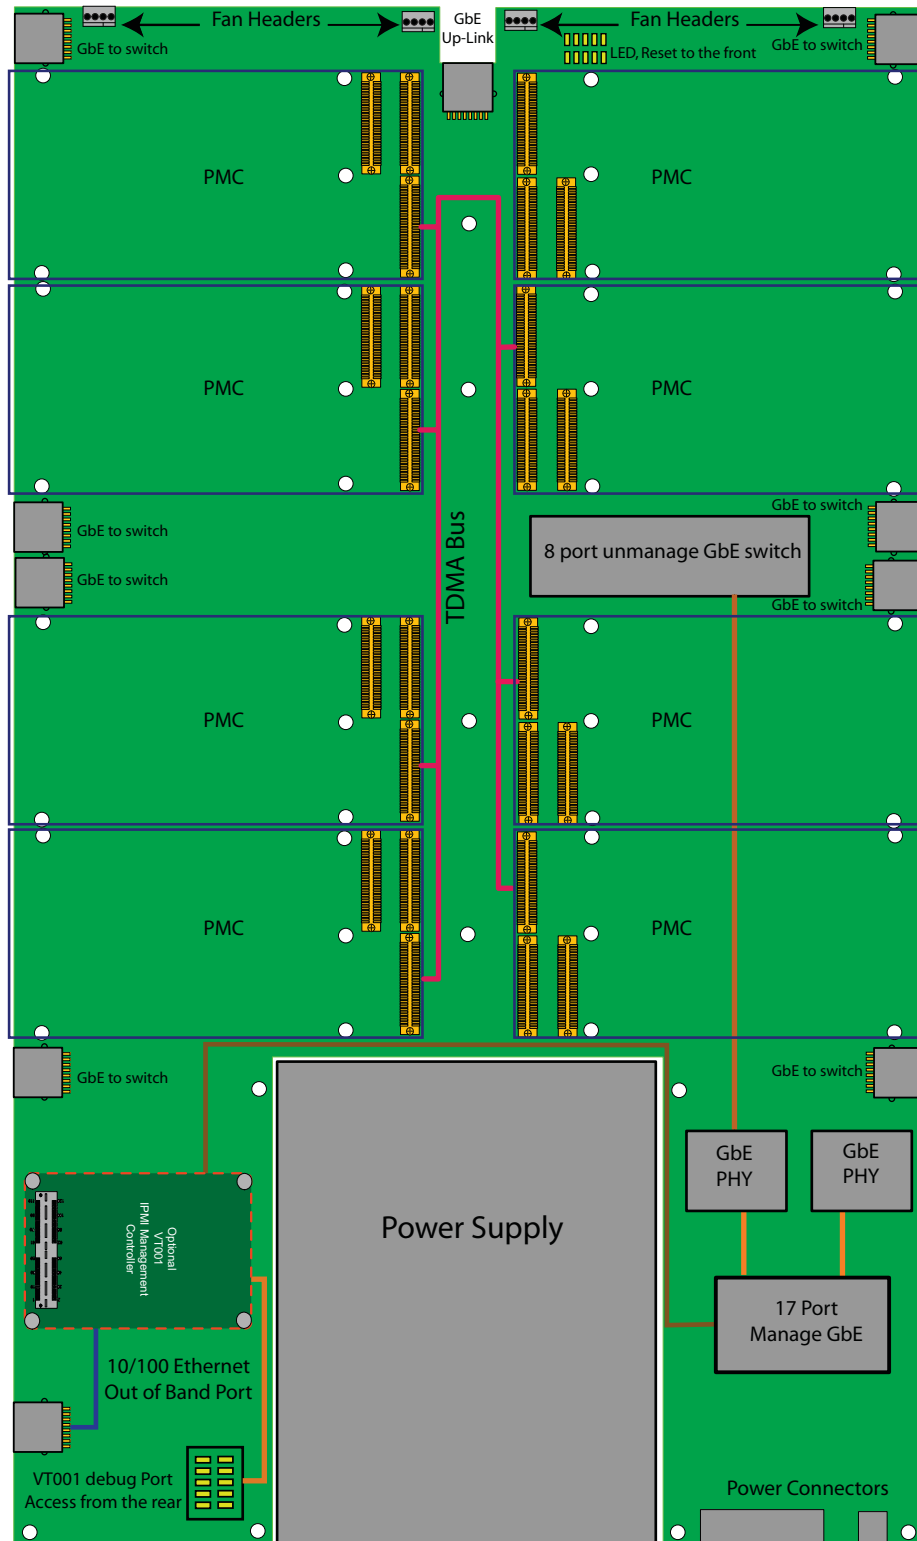 Fan Headers
GbE
Up-Link
Fan Headers
GbE to switch
LED, Reset to the front
GbE to switch
PMC
PMC
PMC
PMC
TDMA Bus
GbE to switch
GbE to switch
8 port unmanage GbE switch
GbE to switch
GbE to switch
PMC
PMC
PMC
PMC
GbE to switch
GbE to switch
GbE
PHY
GbE
PHY
Optional
VT001
IPMI Management
Controller
Power Supply
17 Port
Manage GbE
10/100 Ethernet
Out of Band Port
VT001 debug Port
Access from the rear
Power Connectors